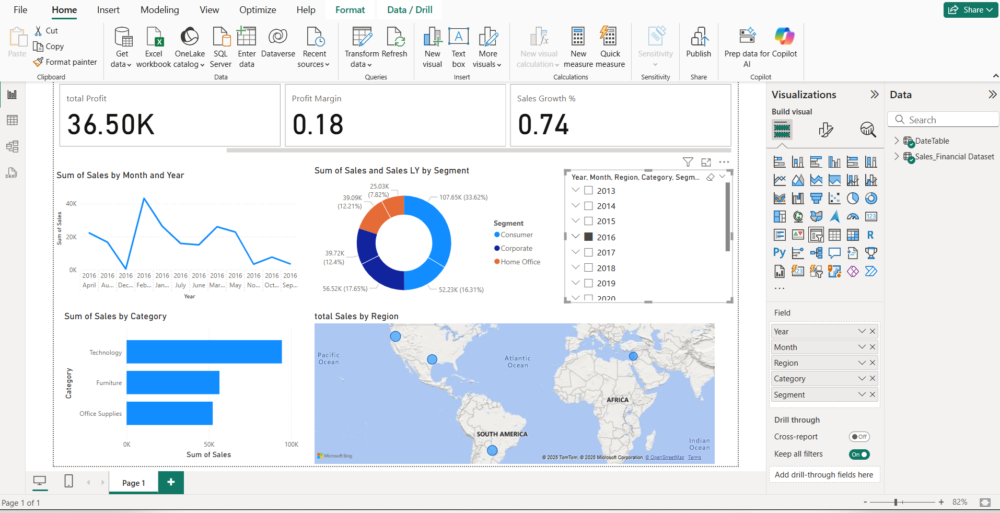 File Home Insert Modeling View Optimize Help Format Data / Drill Share
Paste
Cut
Copy
Format painter
Clipboard
Get data
Excel workbook
OneLake catalog
SQL Server
Enter data
Dataverse
Recent sources
Data
Transform data
Refresh
Queries
New visual
Text box
More visuals
Insert
New visual calculation
New measure
Quick measure
Calculations
Sensitivity
Sensitivity
Publish
Share
Prep data for AI
Copilot
Copilot
total Profit
36.50K
Profit Margin
0.18
Sales Growth %
0.74
Sum of Sales by Month and Year
Sum of Sales
40K
20K
0K
2016 2016 2016 2016 2016 2016 2016 2016 2016 2016 2016 2016
April Au... Dec... Feb... Jan... July June Mar... May No... Oct... Sep...
Year
Sum of Sales and Sales LY by Segment
25.03K
(7.82%)
39.09K
(12.21%)
107.65K (33.62%)
39.72K
(12.4%)
56.52K (17.65%)
52.23K (16.31%)
Segment
Consumer
Corporate
Home Office
Year, Month, Region, Category, Segm...
2013
2014
2015
2016
2017
2018
2019
2020
Sum of Sales by Category
Category
Technology
Furniture
Office Supplies
0K 50K 100K
Sum of Sales
total Sales by Region
Pacific
Ocean
Atlantic
Ocean
AFRICA
SOUTH AMERICA
Indian
Ocean
Microsoft Bing
© 2025 TomTom, © 2025 Microsoft Corporation, © OpenStreetMap Terms
Visualizations
Build visual
123
R
Py
123
Field
Year
Month
Region
Category
Segment
Drill through
Cross-report Off
Keep all filters On
Add drill-through fields here
Data
Search
DateTable
Sales_Financial Dataset
DAX
Page 1
+
Page 1 of 1
- + 82%